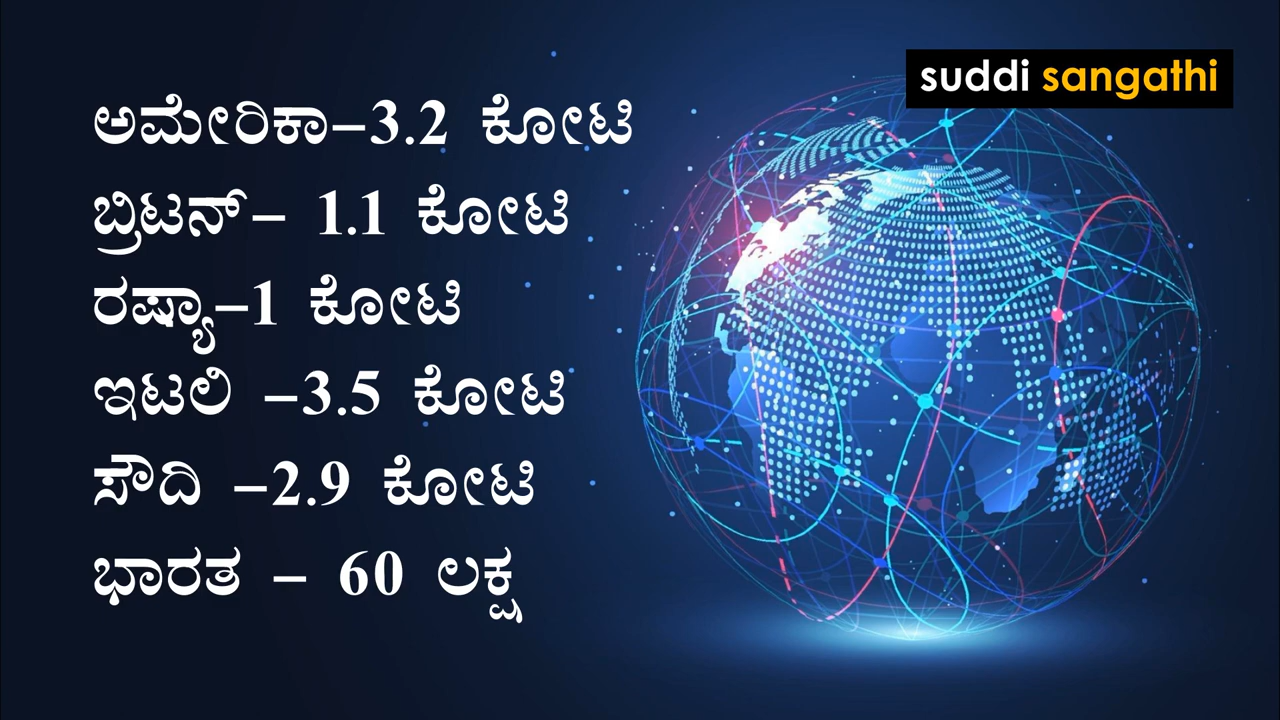 suddi sangathi
ಅಮೇರಿಕಾ–3.2 ಕೋಟಿ
ಬ್ರಿಟನ್– 1.1 ಕೋಟಿ
ರಷ್ಯಾ–1 ಕೋಟಿ
ಇಟಲಿ –3.5 ಕೋಟಿ
ಸೌದಿ –2.9 ಕೋಟಿ
ಭಾರತ – 60 ಲಕ್ಷ